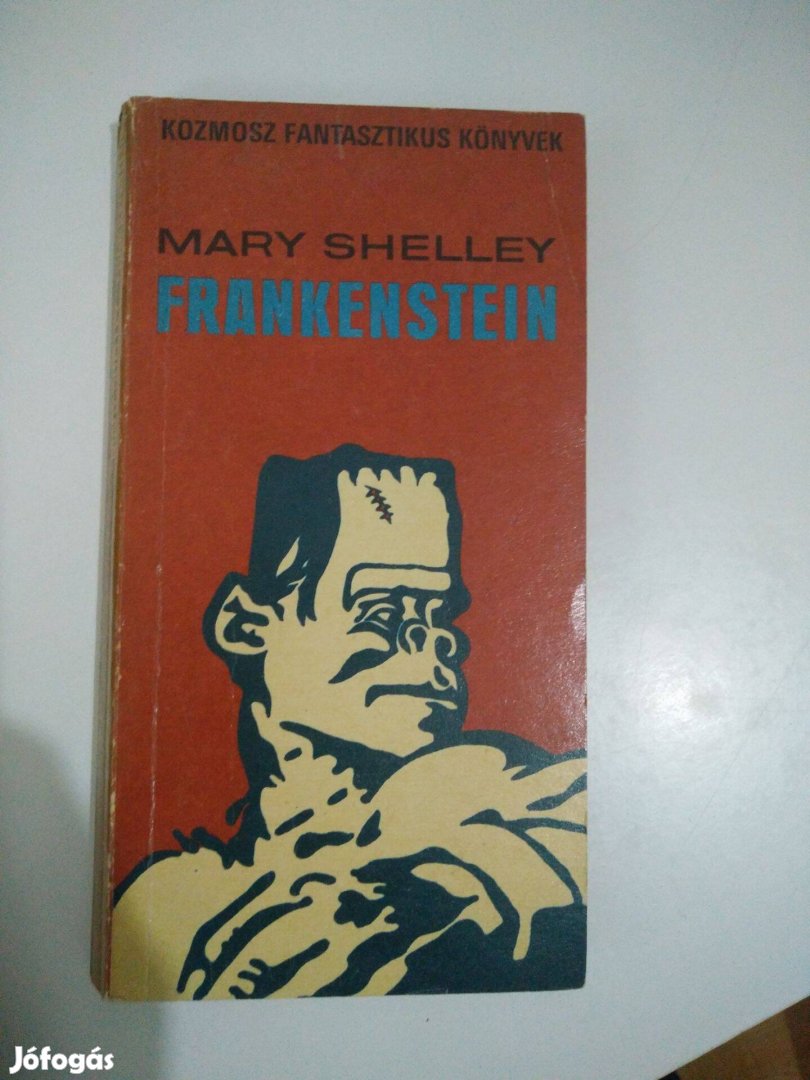 KOZMOSZ FANTASZTIKUS KÖNYVEK
MARY SHELLEY
FRANKENSTEIN
Jófogás